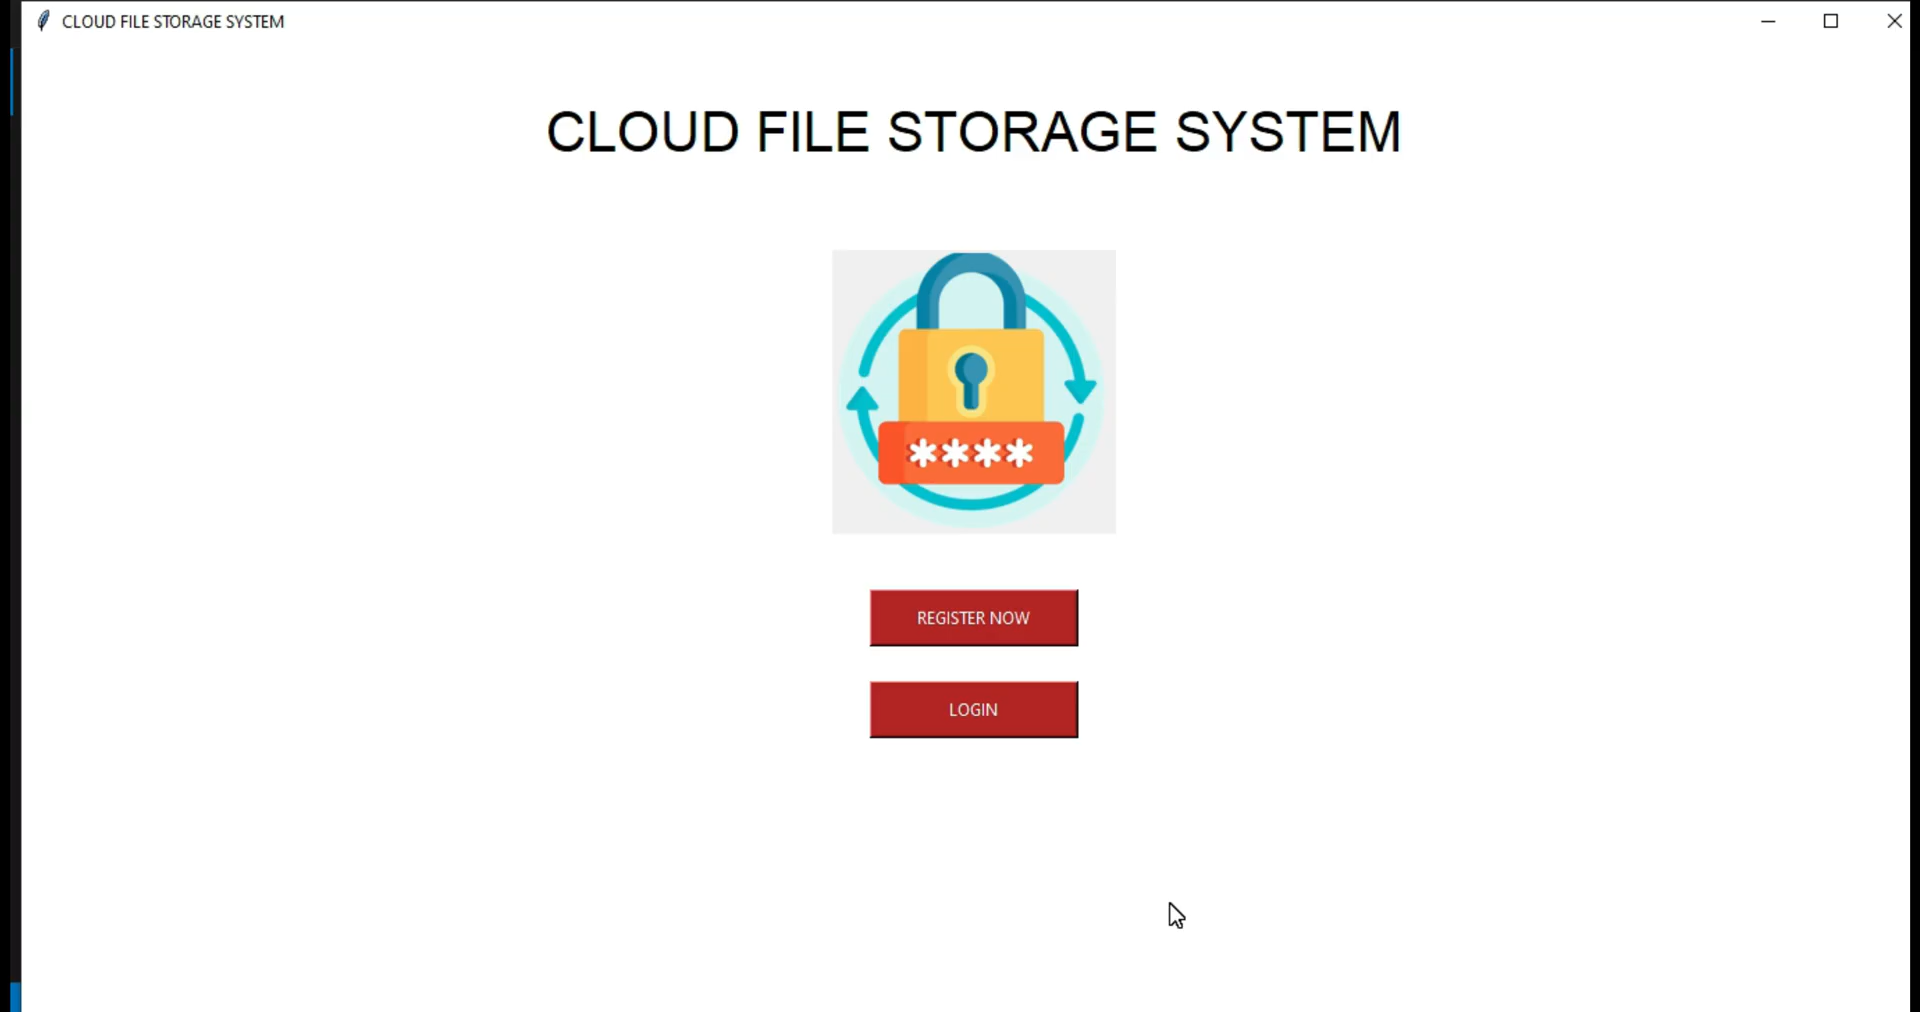 CLOUD FILE STORAGE SYSTEM
CLOUD FILE STORAGE SYSTEM
****
REGISTER NOW
LOGIN